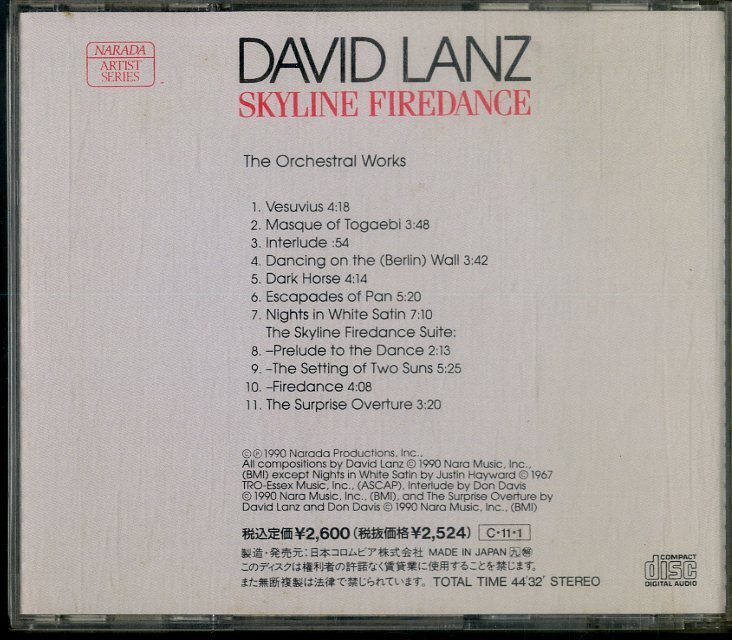 NARADA
ARTIST
SERIES
DAVID LANZ
SKYLINE FIREDANCE
The Orchestral Works
1. Vesuvius 4:18
2. Masque of Togaebi 3:48
3. Interlude :54
4. Dancing on the (Berlin) Wall 3:42
5. Dark Horse 4:14
6. Escapades of Pan 5:20
7. Nights in White Satin 7:10
The Skyline Firedance Suite:
8. –Prelude to the Dance 2:13
9. –The Setting of Two Suns 5:25
10. –Firedance 4:08
11. The Surprise Overture 3:20
©℗1990 Narada Productions, Inc.,
All compositions by David Lanz © 1990 Nara Music, Inc.,
(BMI) except Nights in White Satin by Justin Hayward © 1967
TRO-Essex Music, Inc., (ASCAP), Interlude by Don Davis
© 1990 Nara Music, Inc., (BMI), and The Surprise Overture by
David Lanz and Don Davis © 1990 Nara Music, Inc., (BMI)
税込定価¥2,600(税抜価格¥2,524) C・11・1
製造・発売元:日本コロムビア株式会社 MADE IN JAPAN
このディスクは権利者の許諾なく賃貸業に使用することを禁じます。
また無断複製は法律で禁じられています。 TOTAL TIME 44'32' STEREO
COMPACT
disc
DIGITAL AUDIO